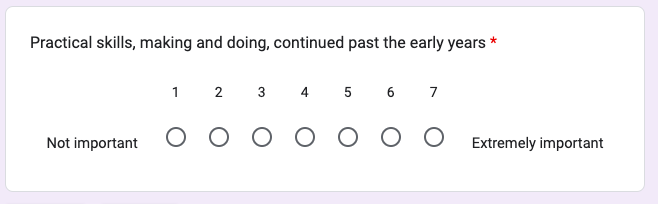 Practical skills, making and doing, continued past the early years *
1 2 3 4 5 6 7
Not important Extremely important